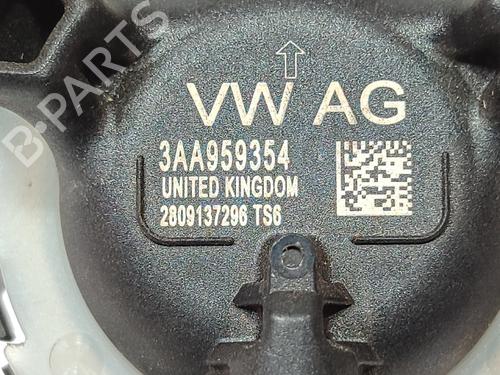 B-PARTS
VW AG
3AA959354
UNITED KINGDOM
2809137296 TS6